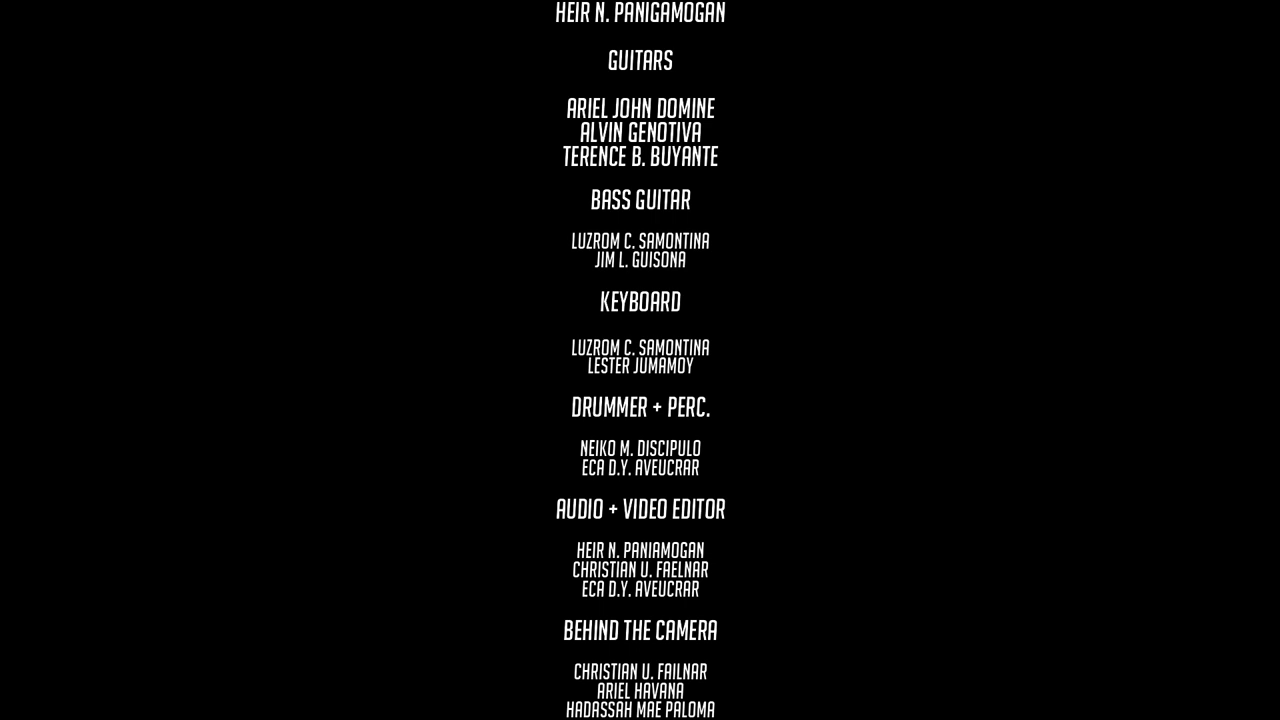 HEIR N. PANIGAMOGAN
GUITARS
ARIEL JOHN DOMINE
ALVIN GENOTIVA
TERENCE B. BUYANTE
BASS GUITAR
LUZROM C. SAMONTINA
JIM L. GUISONA
KEYBOARD
LUZROM C. SAMONTINA
LESTER JUMAMOY
DRUMMER + PERC.
NEIKO M. DISCIPULO
ECA D.Y. AVEUCRAR
AUDIO + VIDEO EDITOR
HEIR N. PANIAMOGAN
CHRISTIAN U. FAELNAR
ECA D.Y. AVEUCRAR
BEHIND THE CAMERA
CHRISTIAN U. FAILNAR
ARIEL HAVANA
HADASSAH MAE PALOMA